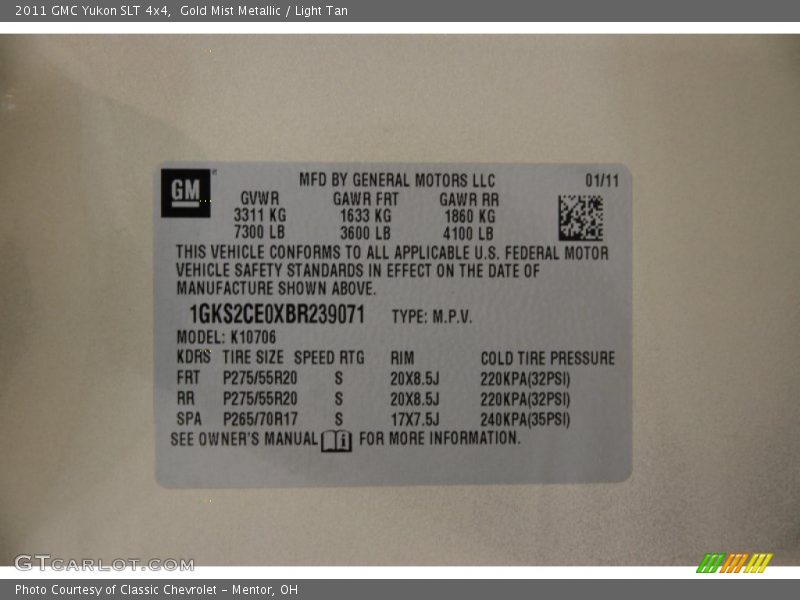 2011 GMC Yukon SLT 4x4,  Gold Mist Metallic / Light Tan
GM
MFD BY GENERAL MOTORS LLC 01/11
GVWR GAWR FRT GAWR RR
3311 KG 1633 KG 1860 KG
7300 LB 3600 LB 4100 LB
THIS VEHICLE CONFORMS TO ALL APPLICABLE U.S. FEDERAL MOTOR
VEHICLE SAFETY STANDARDS IN EFFECT ON THE DATE OF
MANUFACTURE SHOWN ABOVE.
1GKS2CE0XBR239071 TYPE: M.P.V.
MODEL: K10706
KDRS TIRE SIZE SPEED RTG RIM COLD TIRE PRESSURE
FRT P275/55R20 S 20X8.5J 220KPA(32PSI)
RR P275/55R20 S 20X8.5J 220KPA(32PSI)
SPA P265/70R17 S 17X7.5J 240KPA(35PSI)
SEE OWNER'S MANUAL FOR MORE INFORMATION.
GTCARLOT.COM
Photo Courtesy of Classic Chevrolet - Mentor, OH